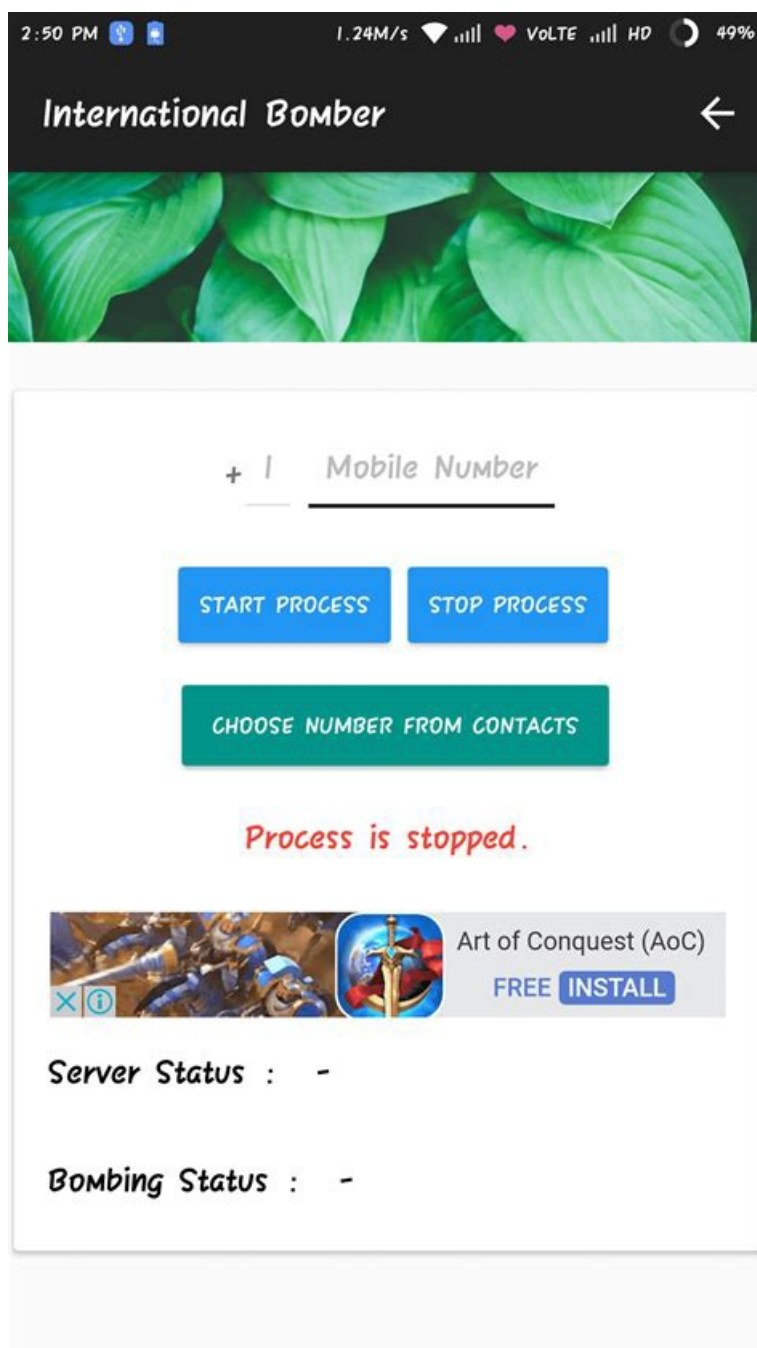 2:50 PM 1.24M/s VoLTE HD 49%
International Bomber
+ 1 Mobile Number
START PROCESS STOP PROCESS
CHOOSE NUMBER FROM CONTACTS
Process is stopped.
Art of Conquest (AoC)
FREE INSTALL
Server Status : -
Bombing Status : -